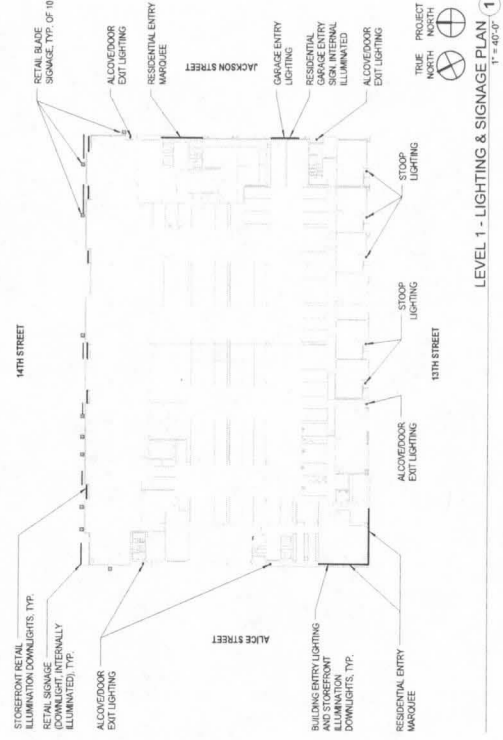 14TH STREET
STOREFRONT RETAIL
ILLUMINATION DOWNLIGHTS, TYP.
RETAIL SIGNAGE
(DOWNLIGHT, INTERNALLY
ILLUMINATED), TYP.
ALCOVE/DOOR
EXIT LIGHTING
ALICE STREET
BUILDING ENTRY LIGHTING
AND STOREFRONT
ILLUMINATION
DOWNLIGHTS, TYP.
RESIDENTIAL ENTRY
MARQUEE
RETAIL BLADE
SIGNAGE, TYP. OF 10
ALCOVE/DOOR
EXIT LIGHTING
RESIDENTIAL ENTRY
MARQUEE
JACKSON STREET
GARAGE ENTRY
LIGHTING
RESIDENTIAL
GARAGE ENTRY
SIGN. INTERNAL
ILLUMINATED
ALCOVE/DOOR
EXIT LIGHTING
ALCOVE/DOOR
EXIT LIGHTING
STOOP
LIGHTING
STOOP
LIGHTING
13TH STREET
TRUE
NORTH
PROJECT
NORTH
LEVEL 1 - LIGHTING & SIGNAGE PLAN
1" = 40'-0"
1